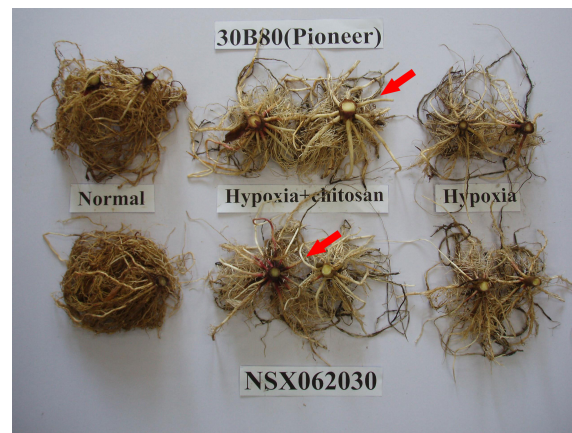 30B80(Pioneer)
Normal
Hypoxia+chitosan
Hypoxia
NSX062030